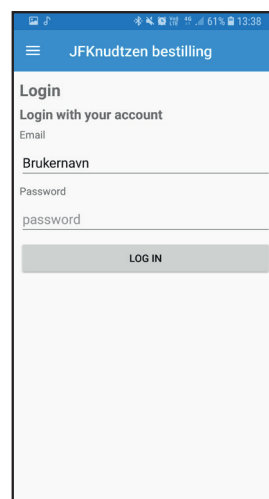 61% 13:38
JFKnudtzen bestilling
Login
Login with your account
Email
Brukernavn
Password
password
LOG IN